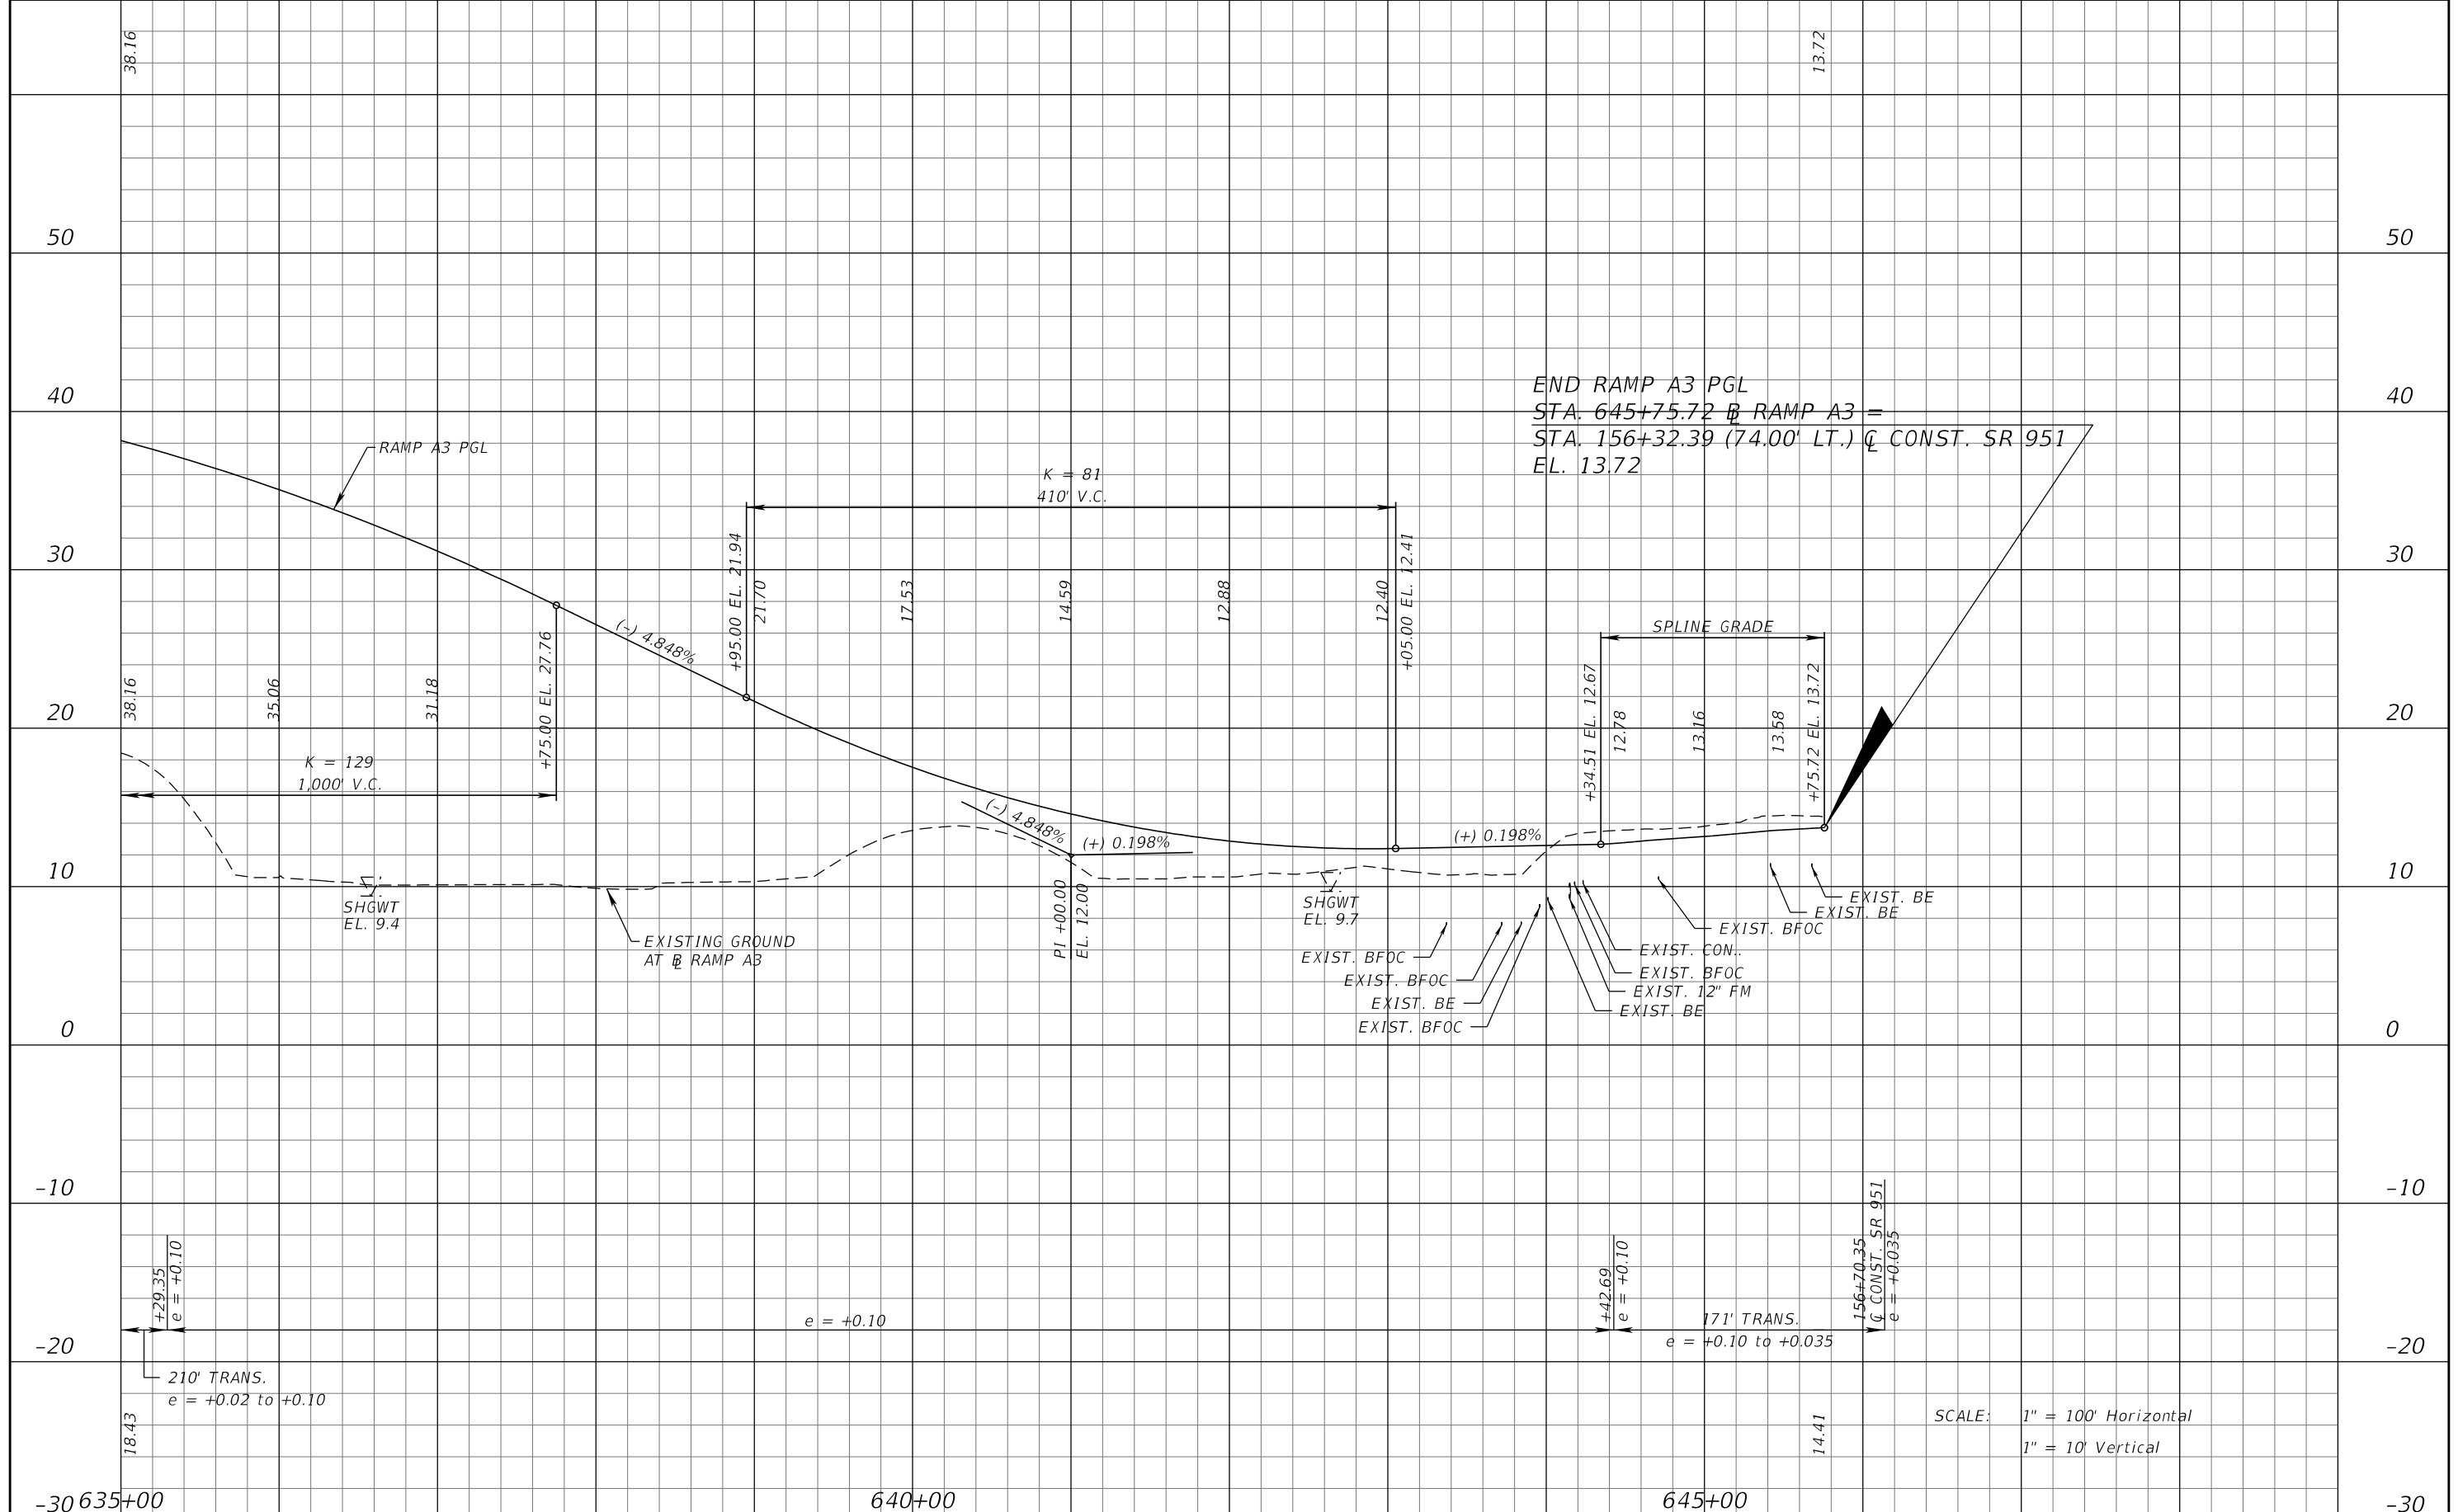 38.16
13.72
50
50
40
40
END RAMP A3 PGL
STA. 645+75.72 BL RAMP A3 =
STA. 156+32.39 (74.00' LT.) CL CONST. SR 951
EL. 13.72
RAMP A3 PGL
K = 81
410' V.C.
30
30
+95.00 EL. 21.94
21.70
17.53
14.59
12.88
12.40
+05.00 EL. 12.41
(-) 4.848%
SPLINE GRADE
20
20
38.16
35.06
31.18
+75.00 EL. 27.76
+34.51 EL. 12.67
12.78
13.16
13.58
+75.72 EL. 13.72
K = 129
1,000' V.C.
(-) 4.848%
(+) 0.198%
(+) 0.198%
10
10
SHGWT
EL. 9.4
PI +00.00
EL. 12.00
SHGWT
EL. 9.7
EXISTING GROUND
AT BL RAMP A3
EXIST. BE
EXIST. BE
EXIST. BFOC
EXIST. CON..
EXIST. BFOC
EXIST. 12" FM
EXIST. BE
EXIST. BFOC
EXIST. BFOC
EXIST. BE
EXIST. BFOC
0
0
-10
-10
+29.35
e = +0.10
e = +0.10
+42.69
e = +0.10
171' TRANS.
e = +0.10 to +0.035
156+70.35
CL CONST. SR 951
e = +0.035
-20
-20
210' TRANS.
e = +0.02 to +0.10
18.43
14.41
SCALE: 1" = 100' Horizontal
1" = 10' Vertical
-30
635+00
640+00
645+00
-30